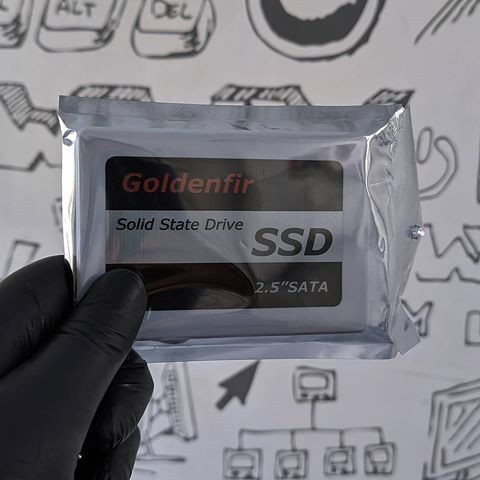 ALT
DEL
Goldenfir
Solid State Drive
SSD
2.5"SATA